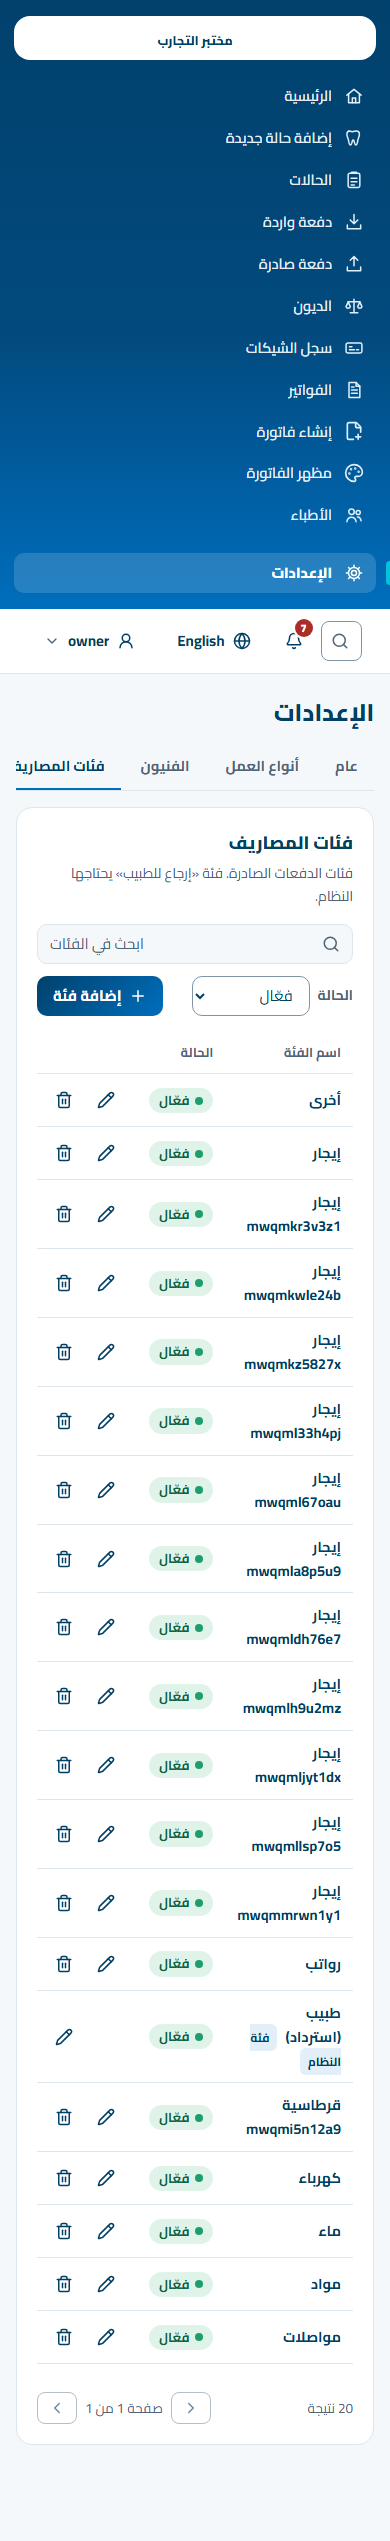 مختبر التجارب
الرئيسية
إضافة حالة جديدة
الحالات
دفعة واردة
دفعة صادرة
الديون
سجل الشيكات
الفواتير
إنشاء فاتورة
مظهر الفاتورة
الأطباء
الإعدادات
7
English
owner
الإعدادات
عام
أنواع العمل
الفنيون
فئات المصاريف
فئات المصاريف
فئات الدفعات الصادرة. فئة «إرجاع للطبيب» يحتاجها
النظام.
ابحث في الفئات
الحالة
فعّال
إضافة فئة
اسم الفئة
الحالة
أخرى
فعّال
إيجار
فعّال
إيجار
mwqmkr3v3z1
فعّال
إيجار
mwqmkwle24b
فعّال
إيجار
mwqmkz5827x
فعّال
إيجار
mwqml33h4pj
فعّال
إيجار
mwqml67oau
فعّال
إيجار
mwqmla8p5u9
فعّال
إيجار
mwqmldh76e7
فعّال
إيجار
mwqmlh9u2mz
فعّال
إيجار
mwqmljyt1dx
فعّال
إيجار
mwqmllsp7o5
فعّال
إيجار
mwqmmrwn1y1
فعّال
رواتب
فعّال
طبيب
(استرداد) فئة
النظام
فعّال
قرطاسية
mwqmi5n12a9
فعّال
كهرباء
فعّال
ماء
فعّال
مواد
فعّال
مواصلات
فعّال
20 نتيجة
صفحة 1 من 1